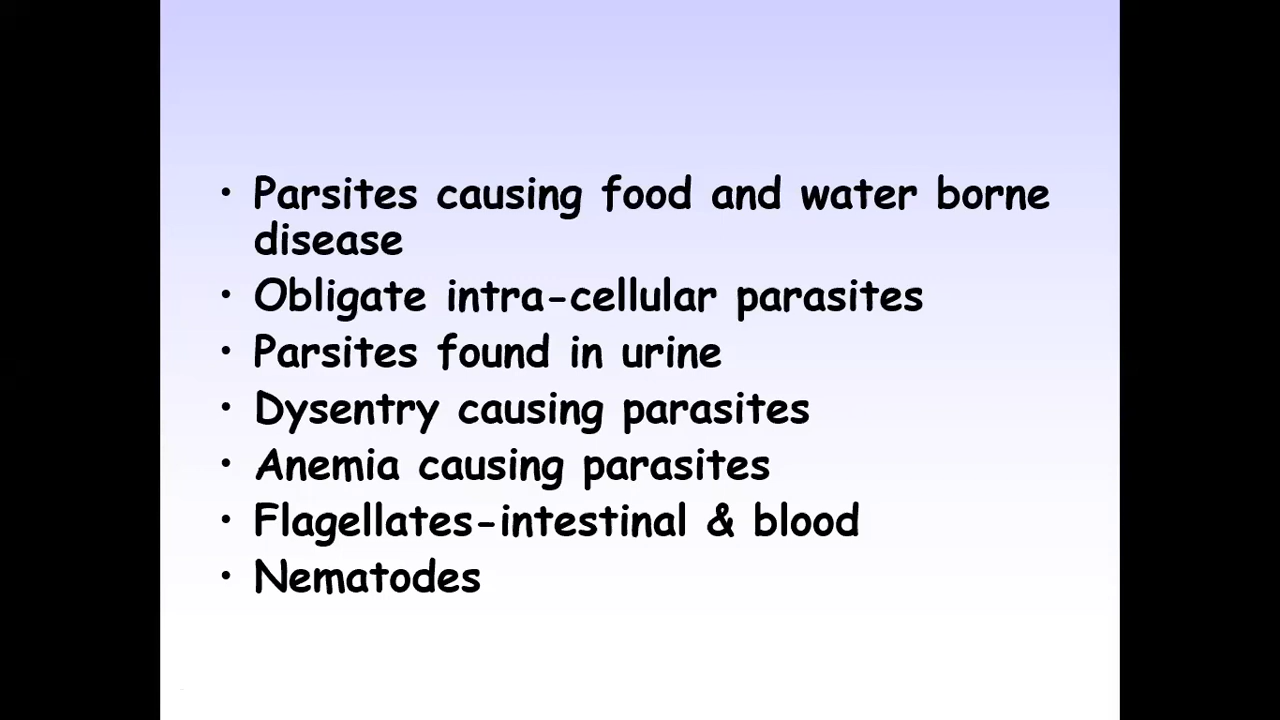 • Parsites causing food and water borne
disease
• Obligate intra-cellular parasites
• Parsites found in urine
• Dysentry causing parasites
• Anemia causing parasites
• Flagellates-intestinal & blood
• Nematodes